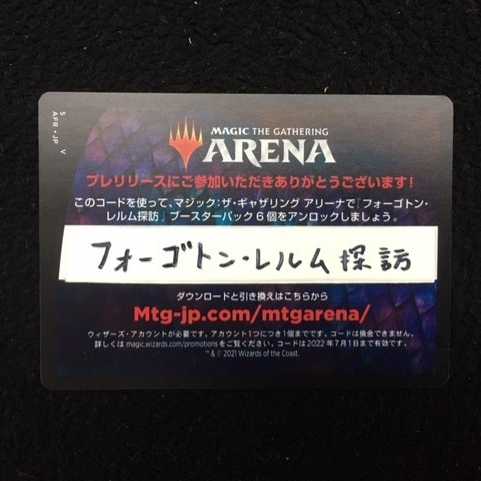 S V
AFR・JP
MAGIC THE GATHERING
ARENA
プレリリースにご参加いただきありがとうございます!
このコードを使って、マジック:ザ・ギャザリング アリーナで『フォーゴトン・
レルム探訪』ブースターパック6個をアンロックしましょう。
フォーゴトン・レルム探訪
ダウンロードと引き換えはこちらから
Mtg-jp.com/mtgarena/
ウィザーズ・アカウントが必要です。アカウント1つにつき1個までです。コードは換金できません。
詳しくは magic.wizards.com/promotions をご覧ください。コードは2022年7月1日まで有効です。
™ & © 2021 Wizards of the Coast.